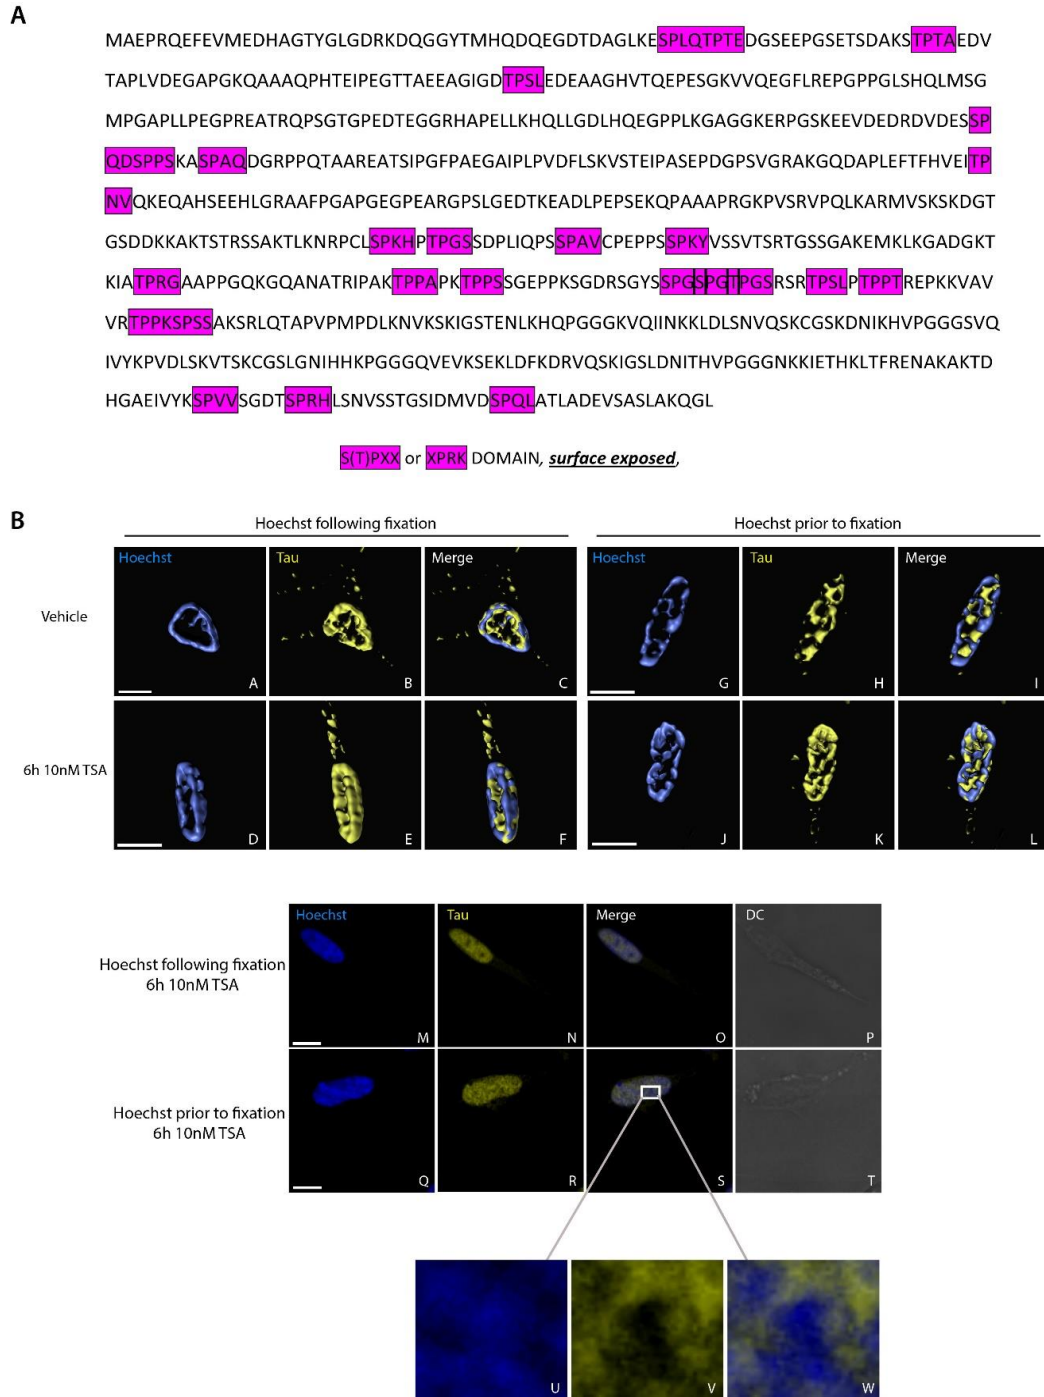 A
MAEPRQEFEVMEDHAGTYGLGDRKDQGGYTMHQDQEGDTDAGLKESPLQTPTEDGSEEPGSETSDAKSTPTAEDV
TAPLVDEGAPGKQAAAQPHTEIPEGTTAEEAGIGDTPSLEDEAAGHVTQEPESGKVVQEGFLREPGPPGLSHQLMSG
MPGAPLLPEGPREATRQPSGTGPEDTEGGRHAPELLKHQLLGDLHQEGPPLKGAGGKERPGSKEEVDEDRDVDESSP
QDSPPSKASPAQDGRPPQTAAREATSIPGFPAEGAIPLPVDFLSKVSTEIPASEPDGPSVGRAKGQDAPLEFTFHVEITP
NVQKEQAHSEEHLGRAAFPGAPGEGPEARGPSLGEDTKEADLPEPSEKQPAAAPRGKPVSRVPQLKARMVSKSKDGT
GSDDKKAKTSTRSSAKTLKNRPCLSPKHPTPGSSDPLIQPSSPAVCPEPPSSPKYVSSVTSRTGSSGAKEMKLKGADGKT
KIATPRGAAPPGQKGQANATRIPAKTPPAPKTPPSSGEPPKSGDRSGYSSPGSPGTPGSRSRTPSLPTPPTREPKKVAV
VRTPPKSPSSAKSRLQTAPVPMPDLKNVKSKIGSTENLKHQPGGGKVQIINKKLDLSNVQSKCGSKDNIKHVPGGGSVQ
IVYKPVDLSKVTSKCGSLGNIHHKPGGGQVEVKSEKLDFKDRVQSKIGSLDNITHVPGGGNKKIETHKLTFRENAKAKTD
HGAEIVYKSPVVSGDTSPRHLSNVSSTGSIDMVDSPQLATLADEVSASLAKQGL
S(T)PXX or XPRK DOMAIN, surface exposed,
B
Hoechst following fixation Hoechst prior to fixation
Hoechst Tau Merge Hoechst Tau Merge
Vehicle
A B C G H I
6h 10nM TSA
D E F J K L
Hoechst Tau Merge DC
Hoechst following fixation
6h 10nM TSA
M N O P
Hoechst prior to fixation
6h 10nM TSA
Q R S T
U V W